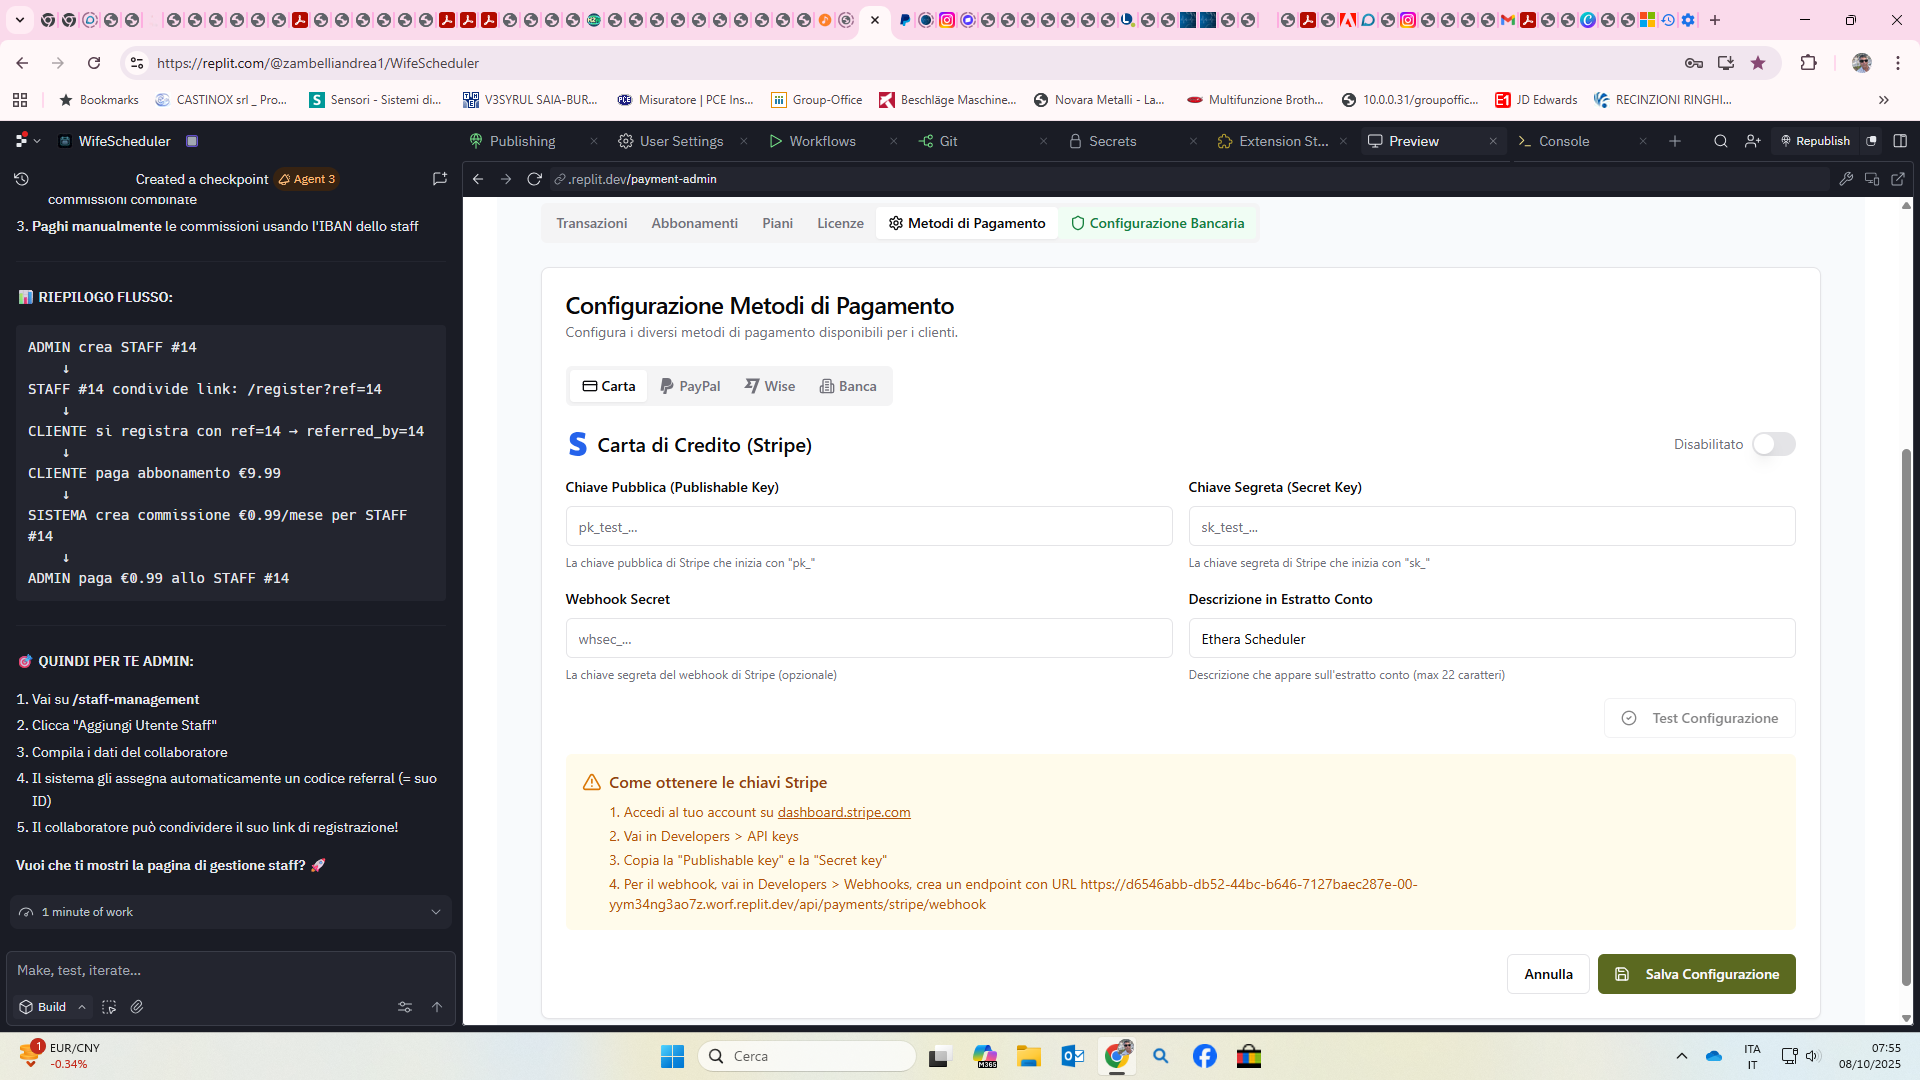 https://replit.com/@zambelliandrea1/WifeScheduler
Bookmarks
CASTINOX srl _ Pro...
Sensori - Sistemi di...
V3SYRUL SAIA-BUR...
Misuratore | PCE Ins...
Group-Office
Beschläge Maschine...
Novara Metalli - La...
Multifunzione Broth...
10.0.0.31/groupoffic...
JD Edwards
RECINZIONI RINGHI...
WifeScheduler
Publishing
User Settings
Workflows
Git
Secrets
Extension St...
Preview
Console
Republish
Created a checkpoint
Agent 3
commissioni combinate
3. Paghi manualmente le commissioni usando l'IBAN dello staff
📊 RIEPILOGO FLUSSO:
ADMIN crea STAFF #14
↓
STAFF #14 condivide link: /register?ref=14
↓
CLIENTE si registra con ref=14 → referred_by=14
↓
CLIENTE paga abbonamento €9.99
↓
SISTEMA crea commissione €0.99/mese per STAFF
#14
↓
ADMIN paga €0.99 allo STAFF #14
🎯 QUINDI PER TE ADMIN:
1. Vai su /staff-management
2. Clicca "Aggiungi Utente Staff"
3. Compila i dati del collaboratore
4. Il sistema gli assegna automaticamente un codice referral (= suo
ID)
5. Il collaboratore può condividere il suo link di registrazione!
Vuoi che ti mostri la pagina di gestione staff? 🚀
1 minute of work
Make, test, iterate...
Build
.replit.dev/payment-admin
Transazioni
Abbonamenti
Piani
Licenze
Metodi di Pagamento
Configurazione Bancaria
Configurazione Metodi di Pagamento
Configura i diversi metodi di pagamento disponibili per i clienti.
Carta
PayPal
Wise
Banca
Carta di Credito (Stripe)
Disabilitato
Chiave Pubblica (Publishable Key)
Chiave Segreta (Secret Key)
pk_test_...
sk_test_...
La chiave pubblica di Stripe che inizia con "pk_"
La chiave segreta di Stripe che inizia con "sk_"
Webhook Secret
Descrizione in Estratto Conto
whsec_...
Ethera Scheduler
La chiave segreta del webhook di Stripe (opzionale)
Descrizione che appare sull'estratto conto (max 22 caratteri)
Test Configurazione
Come ottenere le chiavi Stripe
1. Accedi al tuo account su dashboard.stripe.com
2. Vai in Developers > API keys
3. Copia la "Publishable key" e la "Secret key"
4. Per il webhook, vai in Developers > Webhooks, crea un endpoint con URL https://d6546abb-db52-44bc-b646-7127baec287e-00-
yym34ng3ao7z.worf.replit.dev/api/payments/stripe/webhook
Annulla
Salva Configurazione
1
EUR/CNY
-0.34%
Cerca
M365
ITA
IT
07:55
08/10/2025